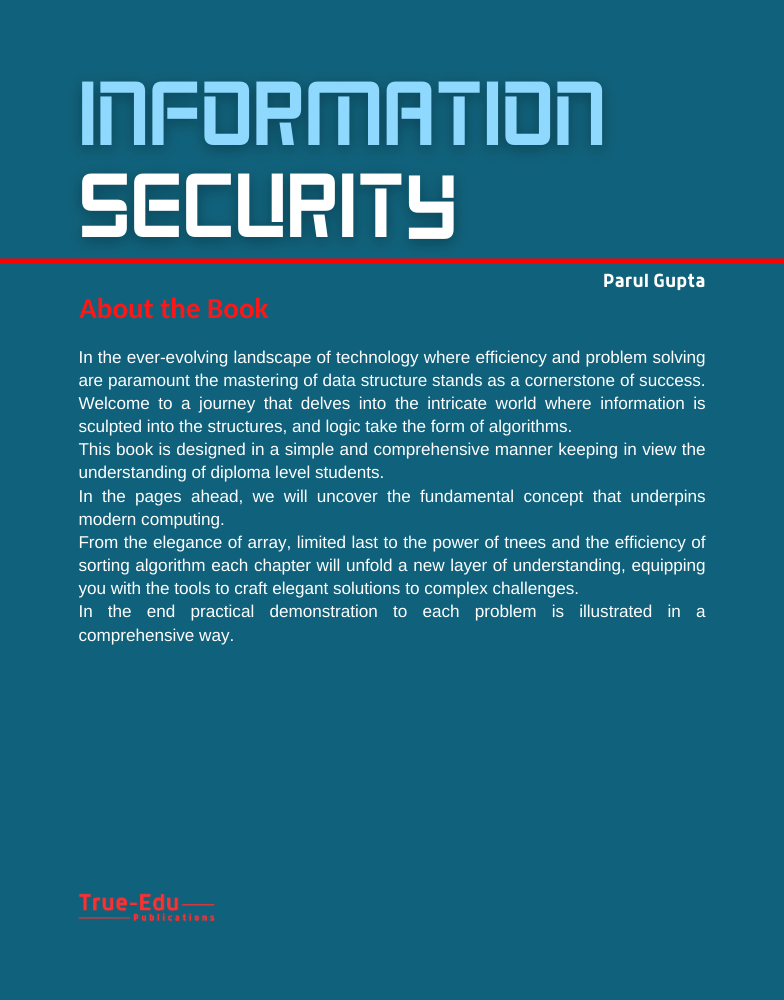 INFORMATION
SECURITY
Parul Gupta
About the Book
In the ever-evolving landscape of technology where efficiency and problem solving
are paramount the mastering of data structure stands as a cornerstone of success.
Welcome to a journey that delves into the intricate world where information is
sculpted into the structures, and logic take the form of algorithms.
This book is designed in a simple and comprehensive manner keeping in view the
understanding of diploma level students.
In the pages ahead, we will uncover the fundamental concept that underpins
modern computing.
From the elegance of array, limited last to the power of tnees and the efficiency of
sorting algorithm each chapter will unfold a new layer of understanding, equipping
you with the tools to craft elegant solutions to complex challenges.
In the end practical demonstration to each problem is illustrated in a
comprehensive way.
True-Edu
Publications